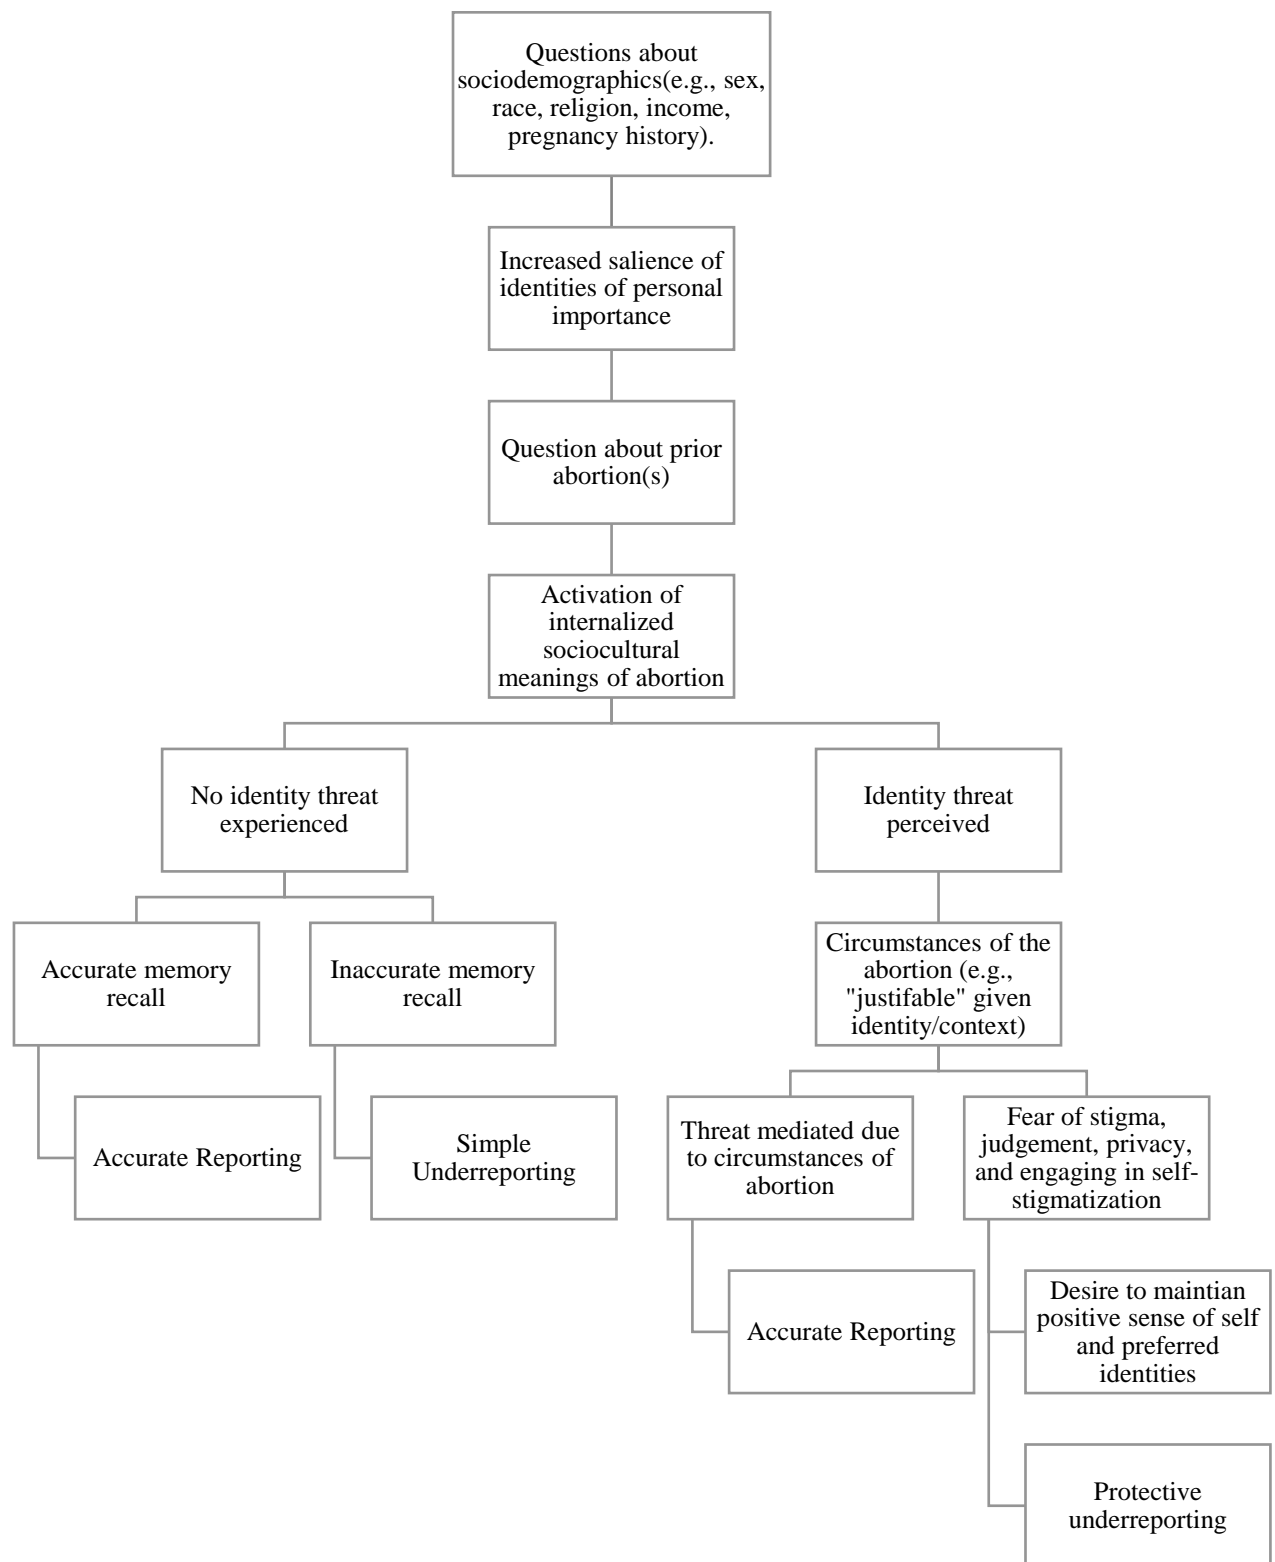 Questions about
sociodemographics(e.g., sex,
race, religion, income,
pregnancy history).
Increased salience of
identities of personal
importance
Question about prior
abortion(s)
Activation of
internalized
sociocultural
meanings of abortion
No identity threat
experienced
Identity threat
perceived
Accurate memory
recall
Inaccurate memory
recall
Circumstances of the
abortion (e.g.,
"justifiable" given
identity/context)
Accurate Reporting
Simple
Underreporting
Threat mediated due
to circumstances of
abortion
Fear of stigma,
judgement, privacy,
and engaging in self-
stigmatization
Accurate Reporting
Desire to maintian
positive sense of self
and preferred
identities
Protective
underreporting